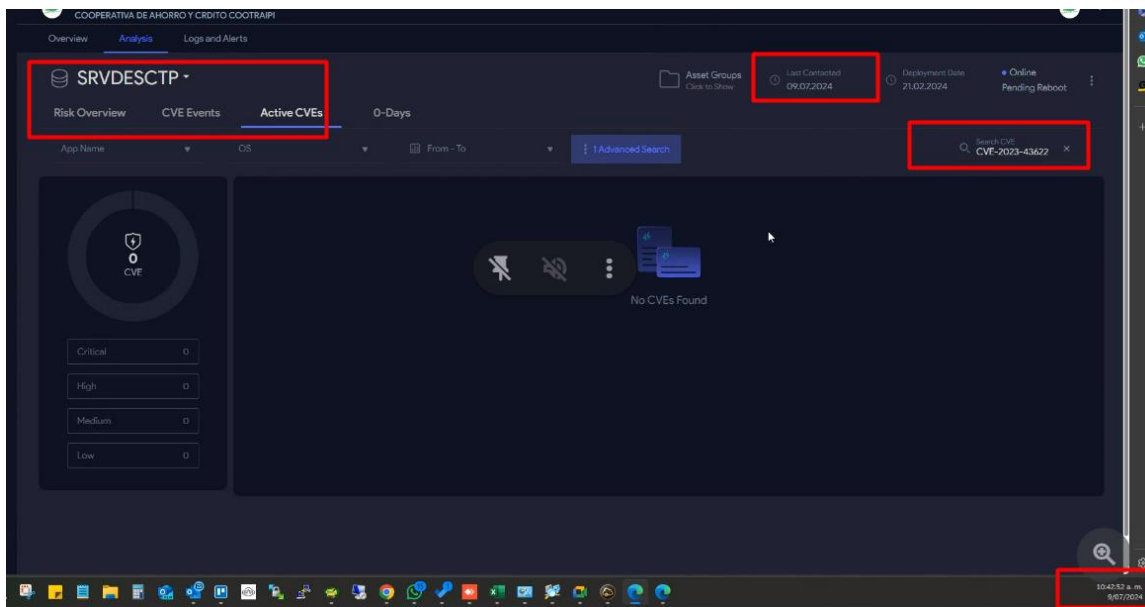 COOPERATIVA DE AHORRO Y CRDITO COOTRAIPI
Overview Analysis Logs and Alerts
SRVDESCTP
Asset Groups
Click to Show
Last Contacted
09.07.2024
Deployment Date
21.02.2024
Online
Pending Reboot
Risk Overview CVE Events Active CVEs 0-Days
App Name OS From - To 1 Advanced Search
Search CVE
CVE-2023-43622
0
CVE
No CVEs Found
Critical 0
High 0
Medium 0
Low 0
10:42:52 a. m.
9/07/2024